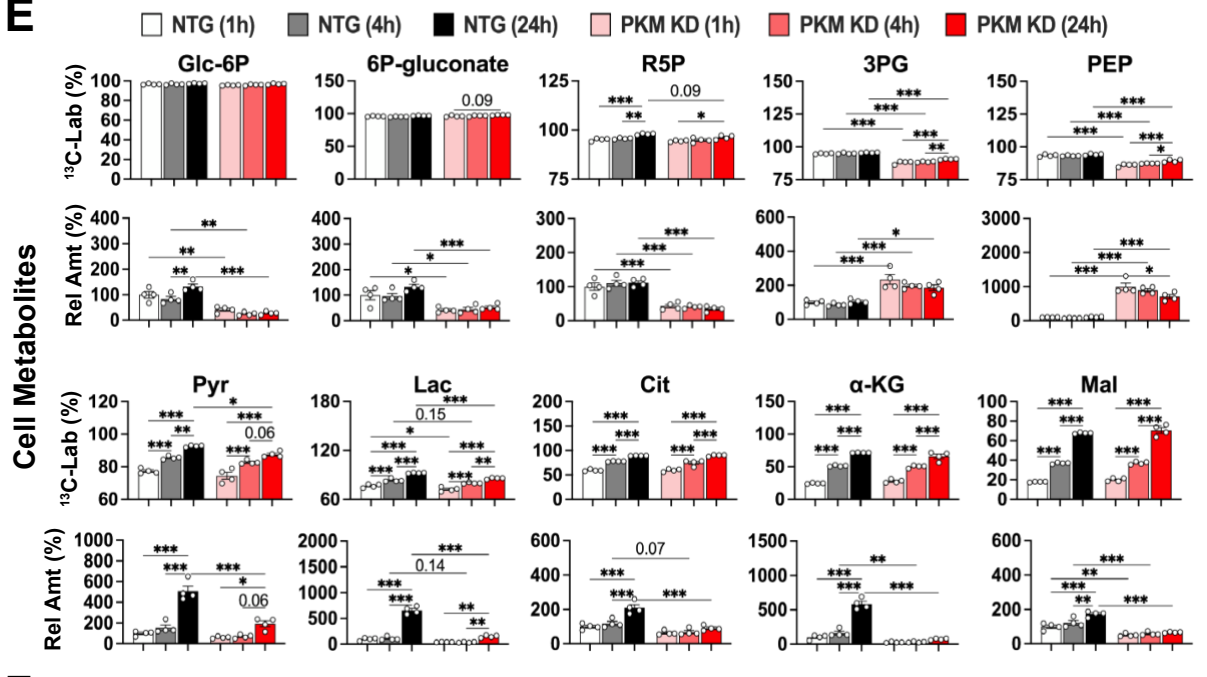 E
NTG (1h) NTG (4h) NTG (24h) PKM KD (1h) PKM KD (4h) PKM KD (24h)
Cell Metabolites
Glc-6P 6P-gluconate R5P 3PG PEP
¹³C-Lab (%)
100 80 60 40 20 0
150 100 50 0
0.09
125 100 75
*** ** 0.09 *
150 125 100 75
*** *** *** *** **
150 125 100 75
*** *** *** *** *
Rel Amt (%)
400 300 200 100 0
** ** ** ***
400 300 200 100 0
*** * *
300 200 100 0
*** *** ***
600 400 200 0
* *** ***
3000 2000 1000 0
*** *** *** *
Pyr Lac Cit α-KG Mal
¹³C-Lab (%)
120 100 80 60
* *** *** ** 0.06 *** ***
180 120 60
*** 0.15 * *** *** *** *** ** ***
200 150 100 50 0
*** *** *** *** *** ***
150 100 50 0
*** *** *** *** *** ***
100 80 60 40 20 0
*** *** *** *** *** ***
Rel Amt (%)
1000 800 600 400 200 0
*** *** *** * 0.06
2000 1500 1000 500 0
*** 0.14 *** *** ** **
600 400 200 0
0.07 *** *** ***
1500 1000 500 0
** *** *** ***
600 400 200 0
*** ** *** ** ***